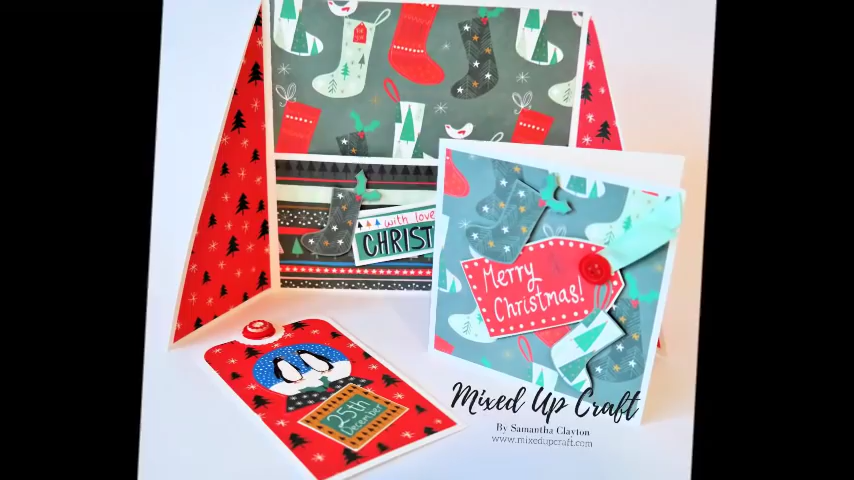 with love
CHRIST
Merry
Christmas!
25th
December
Mixed Up Craft
By Samantha Clayton
www.mixedupcraft.com